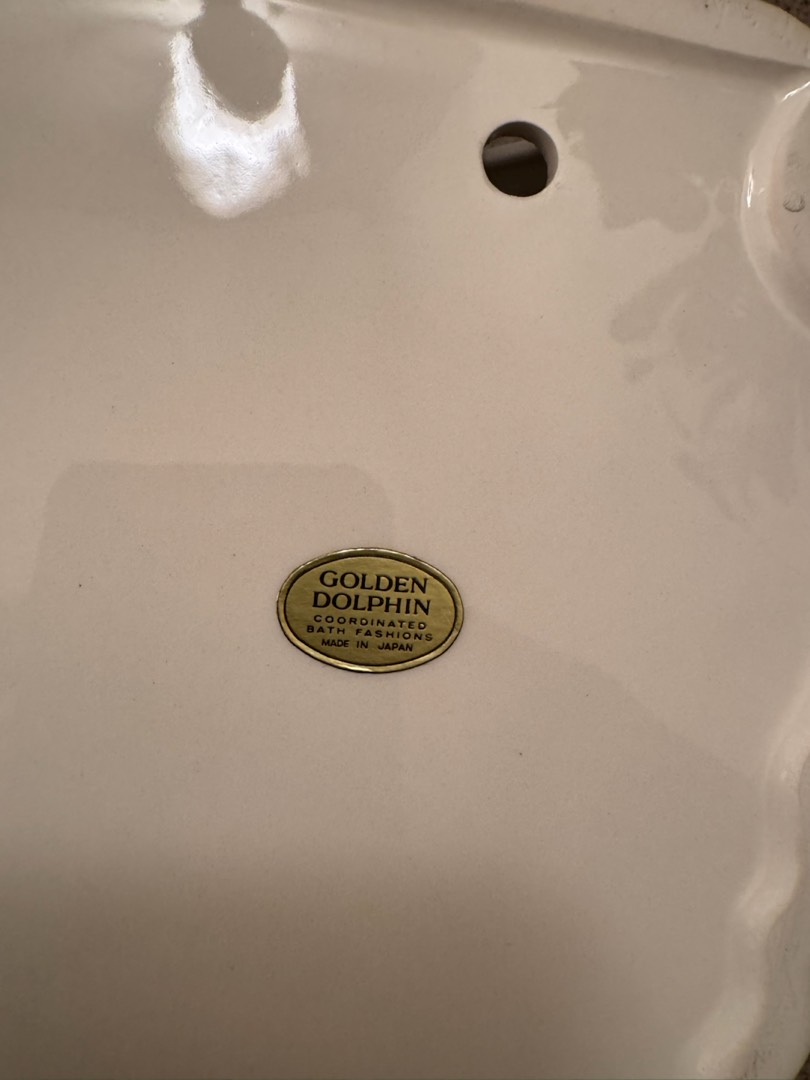 GOLDEN
DOLPHIN
COORDINATED
BATH FASHIONS
MADE IN JAPAN